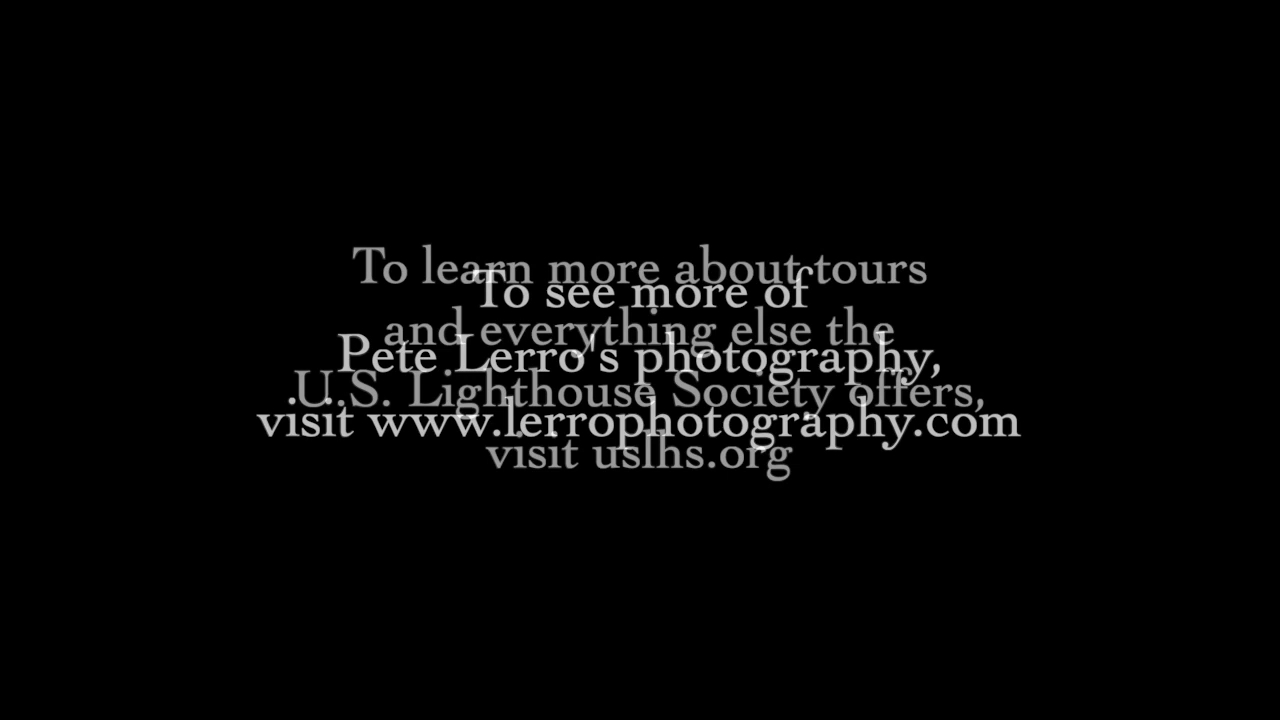 To learn more about tours
and everything else the
U.S. Lighthouse Society offers,
visit uslhs.org
To see more of
Pete Lerro's photography,
visit www.lerrophotography.com